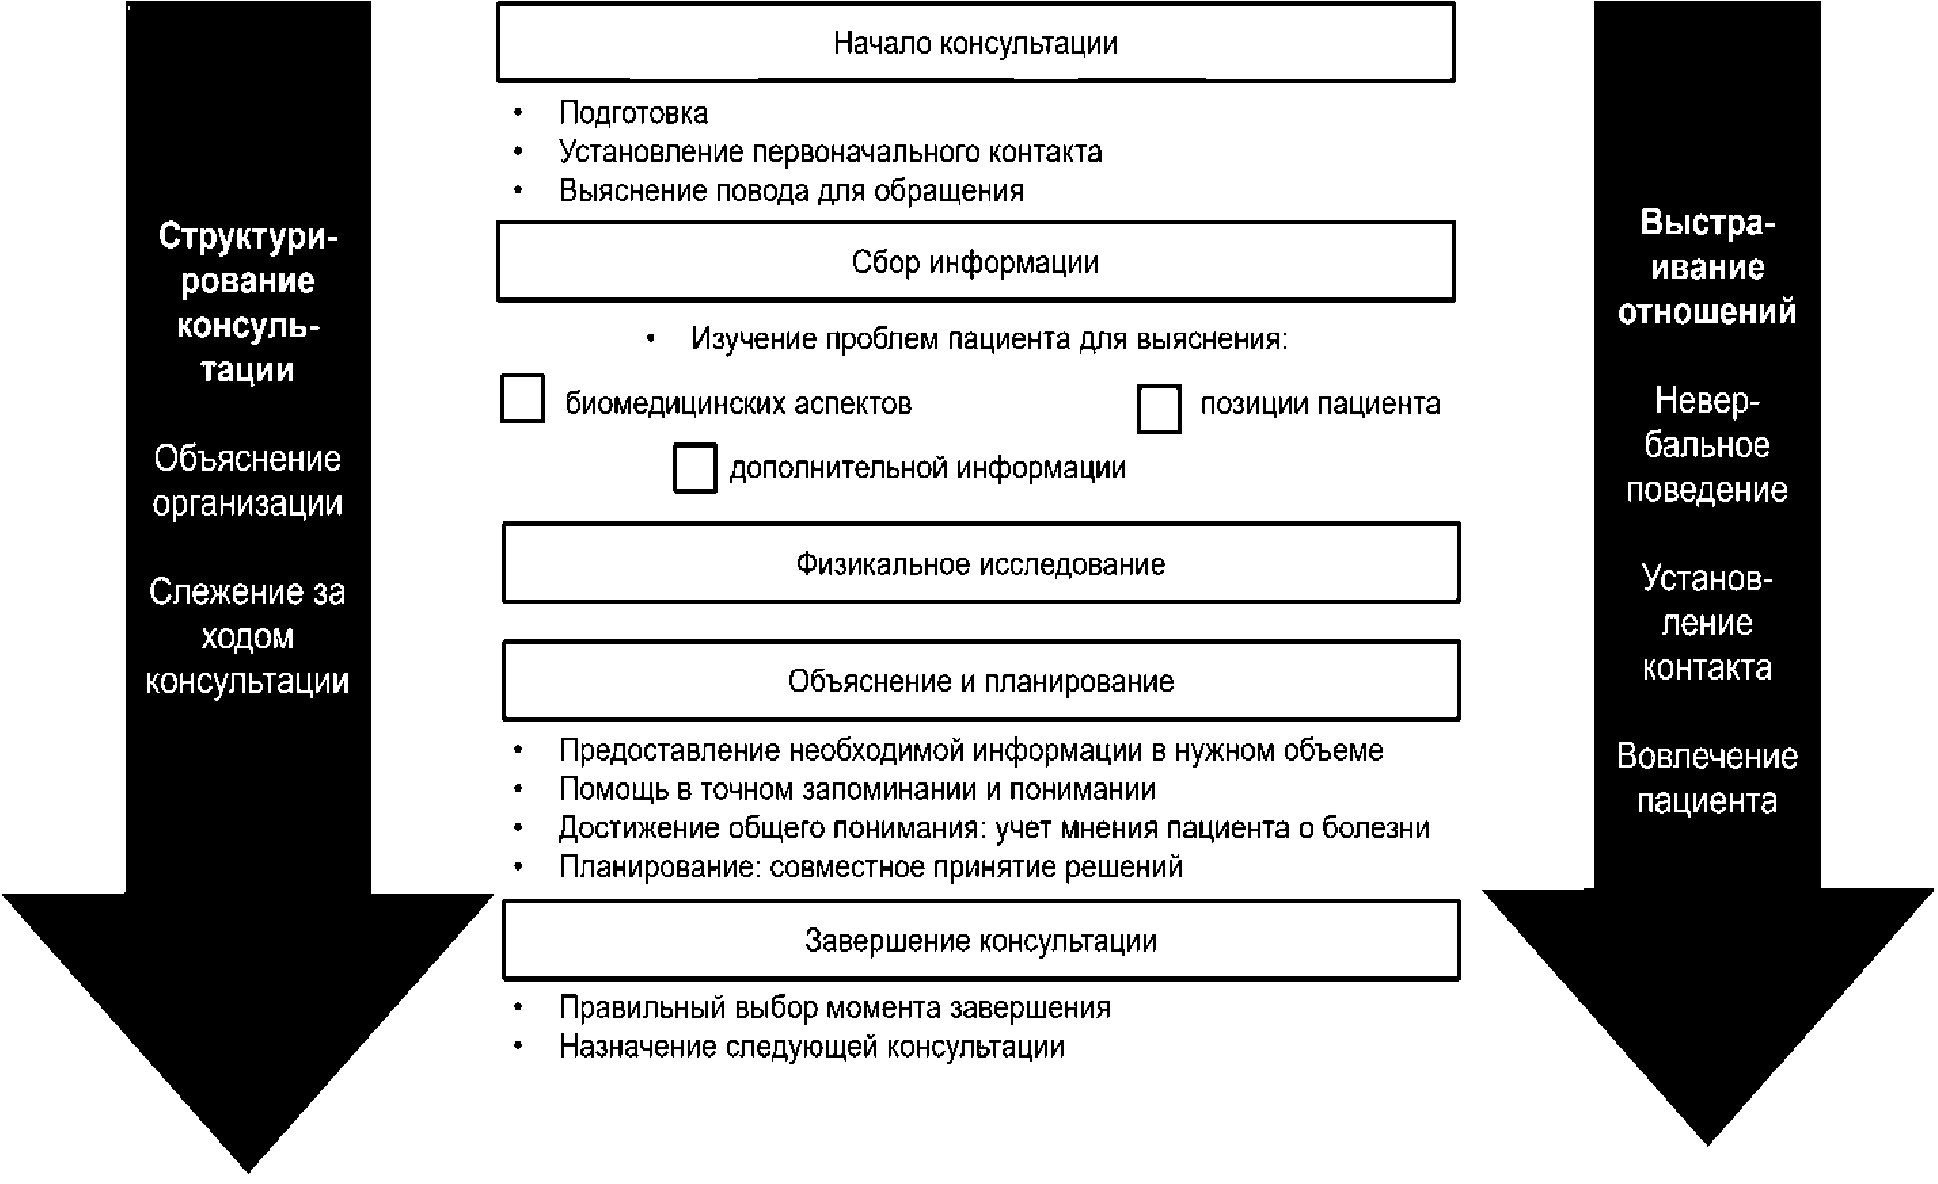 Структури-
рование
консуль-
тации
Объяснение
организации
Слежение за
ходом
консультации
Начало консультации
• Подготовка
• Установление первоначального контакта
• Выяснение повода для обращения
Сбор информации
• Изучение проблем пациента для выяснения:
биомедицинских аспектов
позиции пациента
дополнительной информации
Физикальное исследование
Объяснение и планирование
• Предоставление необходимой информации в нужном объеме
• Помощь в точном запоминании и понимании
• Достижение общего понимания: учет мнения пациента о болезни
• Планирование: совместное принятие решений
Завершение консультации
• Правильный выбор момента завершения
• Назначение следующей консультации
Выстра-
ивание
отношений
Невер-
бальное
поведение
Установ-
ление
контакта
Вовлечение
пациента